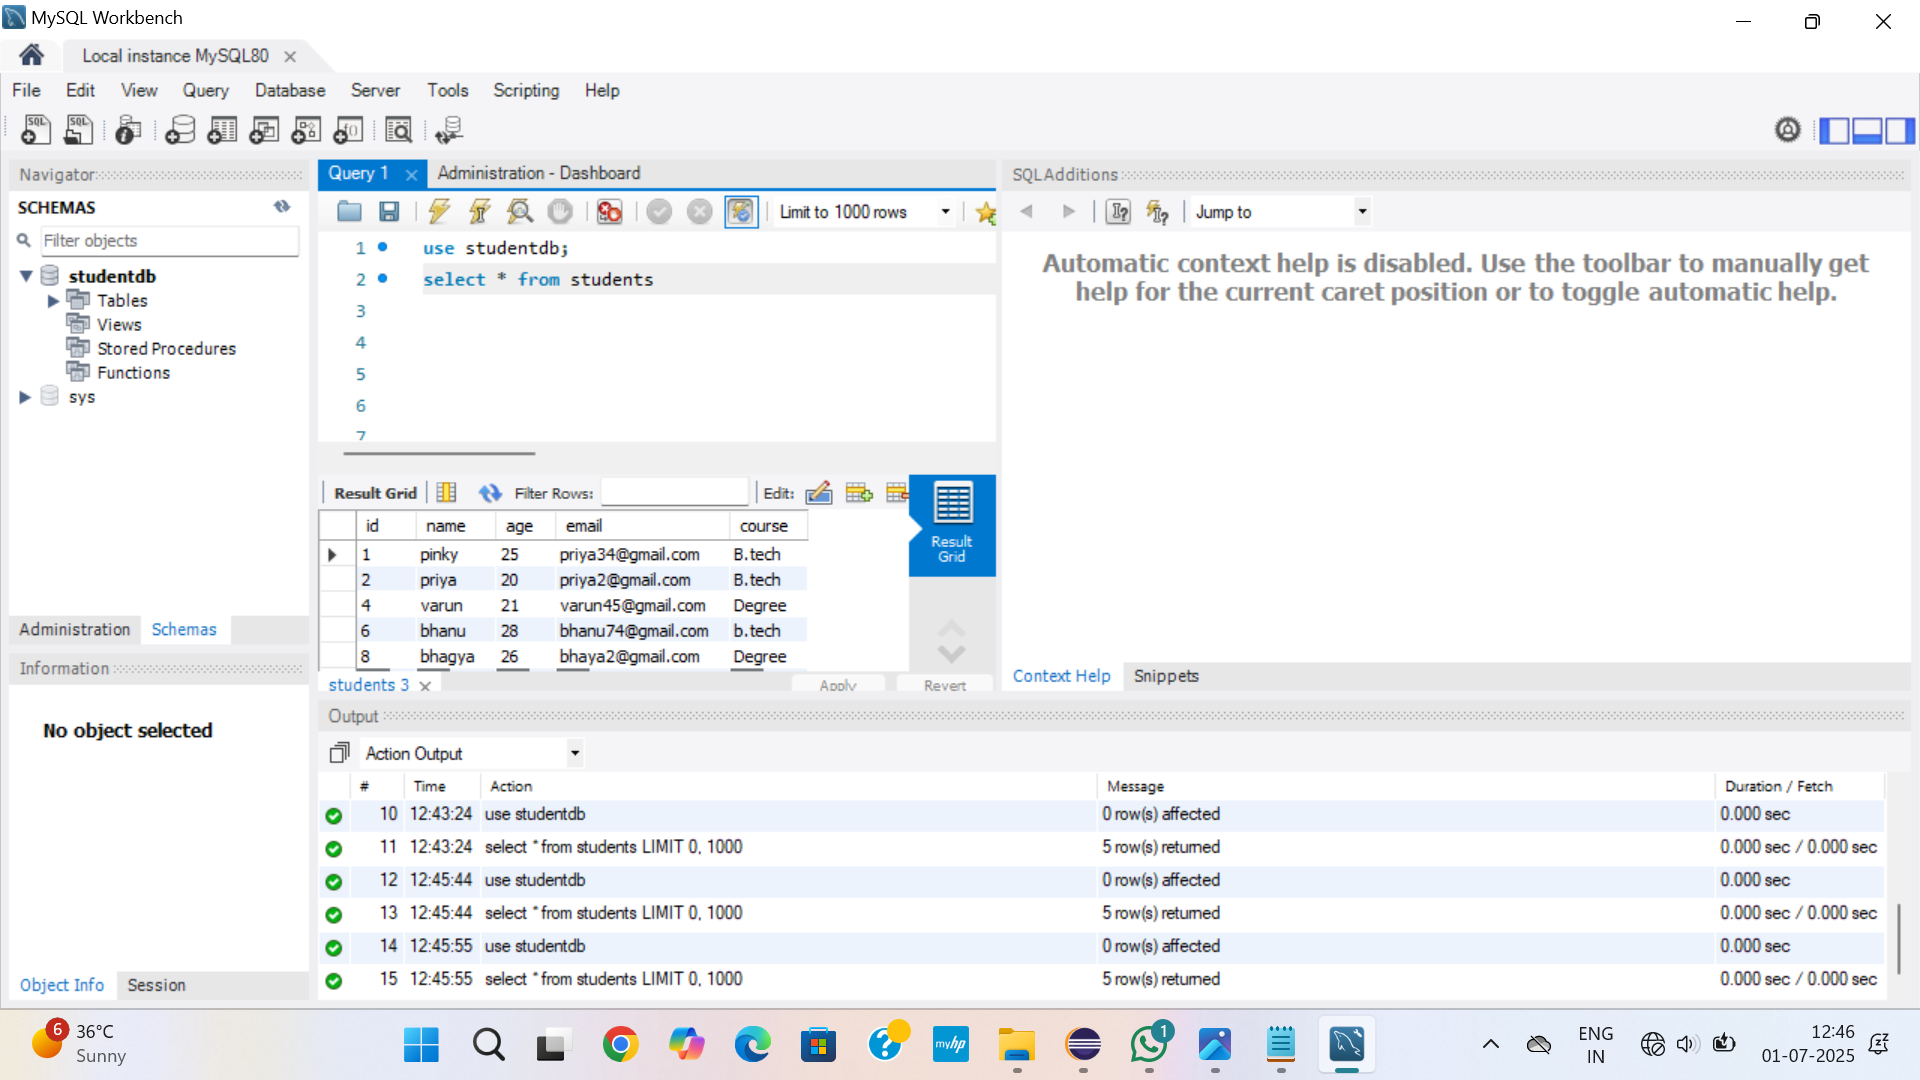 MySQL Workbench
Local instance MySQL80
File Edit View Query Database Server Tools Scripting Help
Navigator
SCHEMAS
Filter objects
studentdb
Tables
Views
Stored Procedures
Functions
sys
Administration Schemas
Information
No object selected
Object Info Session
Query 1 Administration - Dashboard
Limit to 1000 rows
1 use studentdb;
2 select * from students
3
4
5
6
7
Result Grid Filter Rows: Edit:
id name age email course
1 pinky 25 priya34@gmail.com B.tech
2 priya 20 priya2@gmail.com B.tech
4 varun 21 varun45@gmail.com Degree
6 bhanu 28 bhanu74@gmail.com b.tech
8 bhagya 26 bhaya2@gmail.com Degree
Result
Grid
students 3 Apply Revert
SQLAdditions
Jump to
Automatic context help is disabled. Use the toolbar to manually get
help for the current caret position or to toggle automatic help.
Context Help Snippets
Output
Action Output
# Time Action Message Duration / Fetch
10 12:43:24 use studentdb 0 row(s) affected 0.000 sec
11 12:43:24 select * from students LIMIT 0, 1000 5 row(s) returned 0.000 sec / 0.000 sec
12 12:45:44 use studentdb 0 row(s) affected 0.000 sec
13 12:45:44 select * from students LIMIT 0, 1000 5 row(s) returned 0.000 sec / 0.000 sec
14 12:45:55 use studentdb 0 row(s) affected 0.000 sec
15 12:45:55 select * from students LIMIT 0, 1000 5 row(s) returned 0.000 sec / 0.000 sec
6
36°C
Sunny
myhp
1
ENG
IN
12:46
01-07-2025